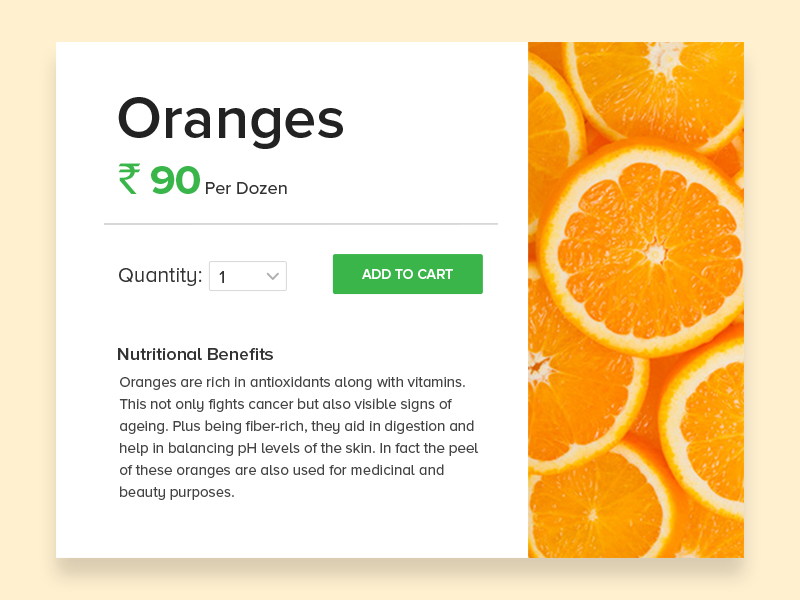 Oranges
₹ 90 Per Dozen
Quantity: 1
ADD TO CART
Nutritional Benefits
Oranges are rich in antioxidants along with vitamins.
This not only fights cancer but also visible signs of
ageing. Plus being fiber-rich, they aid in digestion and
help in balancing pH levels of the skin. In fact the peel
of these oranges are also used for medicinal and
beauty purposes.